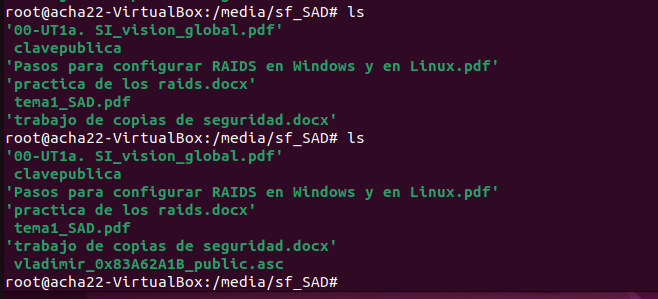 root@acha22-VirtualBox:/media/sf_SAD# ls
'00-UT1a. SI_vision_global.pdf'
clavepublica
'Pasos para configurar RAIDS en Windows y en Linux.pdf'
'practica de los raids.docx'
tema1_SAD.pdf
'trabajo de copias de seguridad.docx'
root@acha22-VirtualBox:/media/sf_SAD# ls
'00-UT1a. SI_vision_global.pdf'
clavepublica
'Pasos para configurar RAIDS en Windows y en Linux.pdf'
'practica de los raids.docx'
tema1_SAD.pdf
'trabajo de copias de seguridad.docx'
vladimir_0x83A62A1B_public.asc
root@acha22-VirtualBox:/media/sf_SAD#